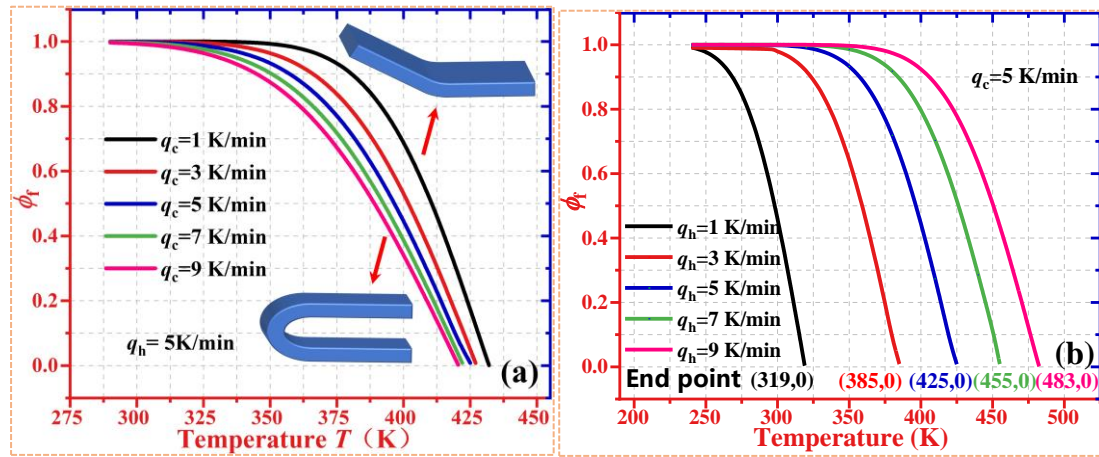 1.0
0.8
0.6
0.4
0.2
0.0
ϕf
qc=1 K/min
qc=3 K/min
qc=5 K/min
qc=7 K/min
qc=9 K/min
qh= 5K/min
(a)
275 300 325 350 375 400 425 450
Temperature T（K）
1.0
0.8
0.6
0.4
0.2
0.0
ϕf
qc=5 K/min
qh=1 K/min
qh=3 K/min
qh=5 K/min
qh=7 K/min
qh=9 K/min
(b)
End point (319,0) (385,0) (425,0) (455,0) (483,0)
200 250 300 350 400 450 500
Temperature (K)